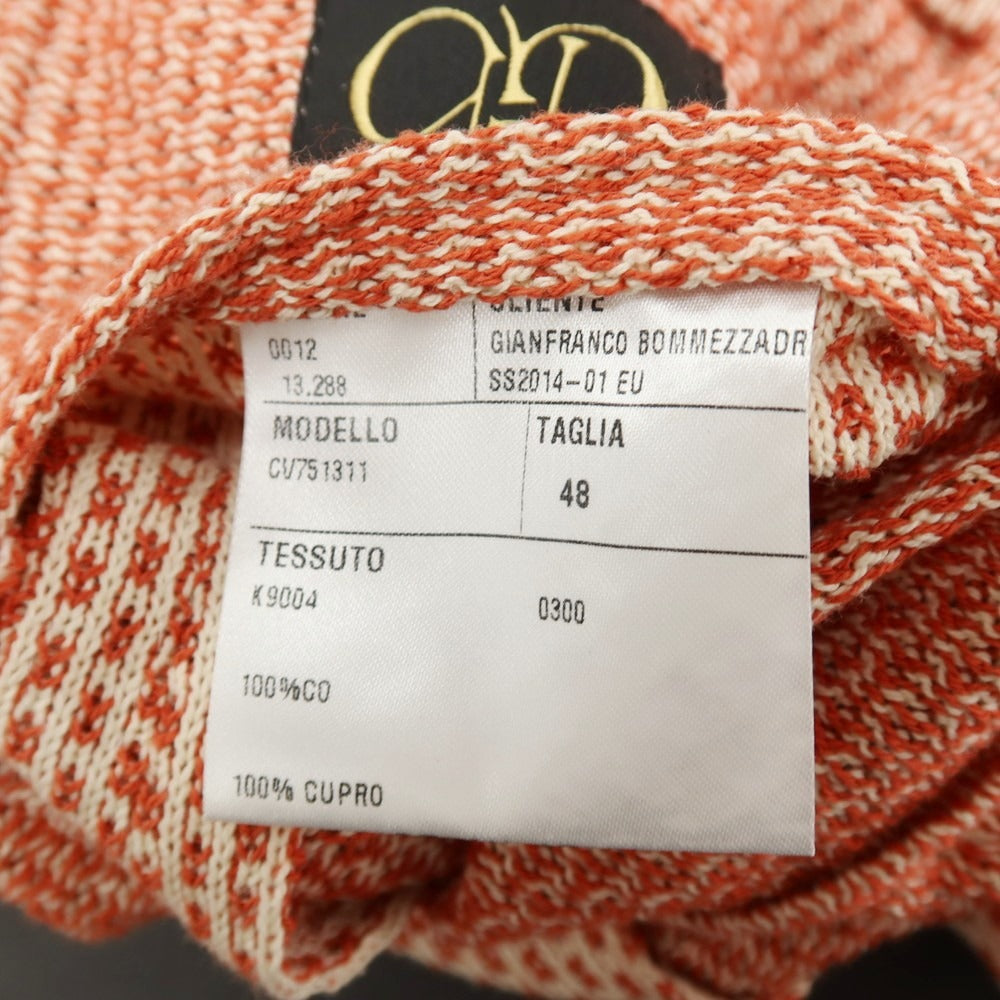 CLIENTE
0012
GIANFRANCO BOMMEZZADR
13.288
SS2014-01 EU
MODELLO
TAGLIA
CV751311
48
TESSUTO
K9004
0300
100%CO
100% CUPRO